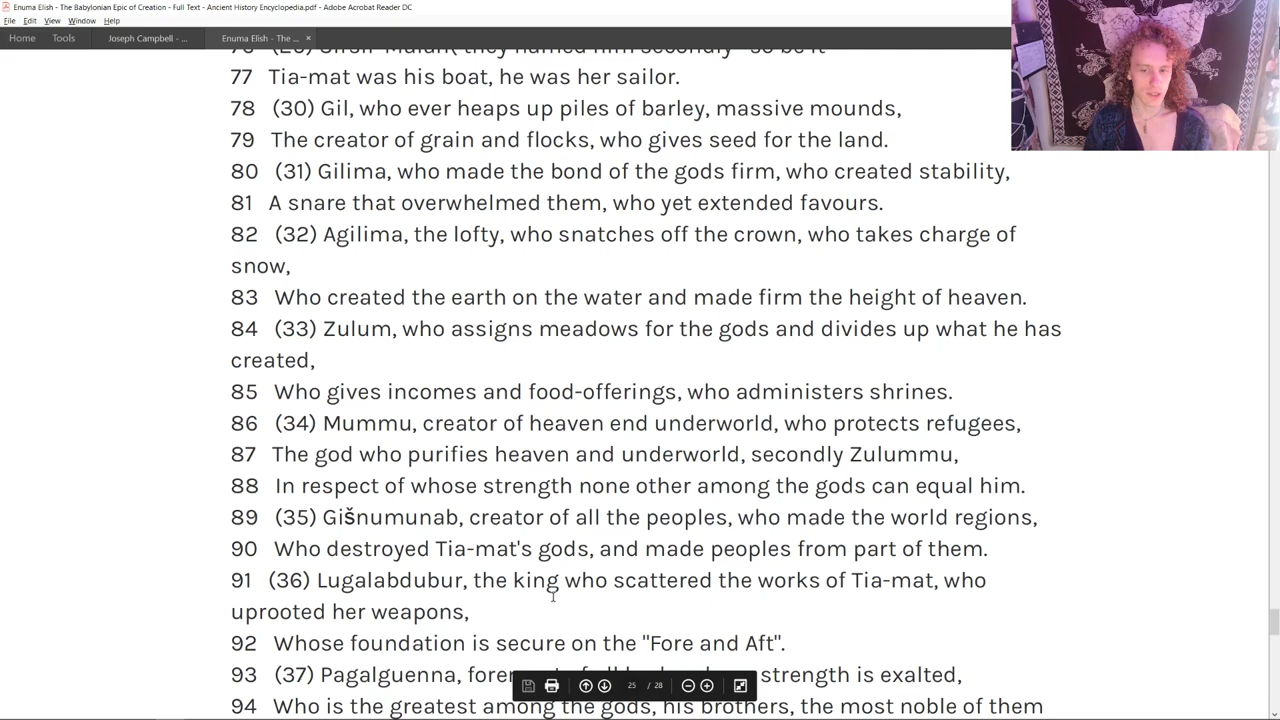 Enuma Elish - The Babylonian Epic of Creation - Full Text - Ancient History Encyclopedia.pdf - Adobe Acrobat Reader DC
File Edit View Window Help
Home Tools Joseph Campbell - ... Enuma Elish - The ... ×
77 Tia-mat was his boat, he was her sailor.
78 (30) Gil, who ever heaps up piles of barley, massive mounds,
79 The creator of grain and flocks, who gives seed for the land.
80 (31) Gilima, who made the bond of the gods firm, who created stability,
81 A snare that overwhelmed them, who yet extended favours.
82 (32) Agilima, the lofty, who snatches off the crown, who takes charge of
snow,
83 Who created the earth on the water and made firm the height of heaven.
84 (33) Zulum, who assigns meadows for the gods and divides up what he has
created,
85 Who gives incomes and food-offerings, who administers shrines.
86 (34) Mummu, creator of heaven end underworld, who protects refugees,
87 The god who purifies heaven and underworld, secondly Zulummu,
88 In respect of whose strength none other among the gods can equal him.
89 (35) Gišnumunab, creator of all the peoples, who made the world regions,
90 Who destroyed Tia-mat's gods, and made peoples from part of them.
91 (36) Lugalabdubur, the king who scattered the works of Tia-mat, who
uprooted her weapons,
92 Whose foundation is secure on the "Fore and Aft".
93 (37) Pagalguenna, strength is exalted,
25 / 28
94 Who is the greatest among the gods, his brothers, the most noble of them